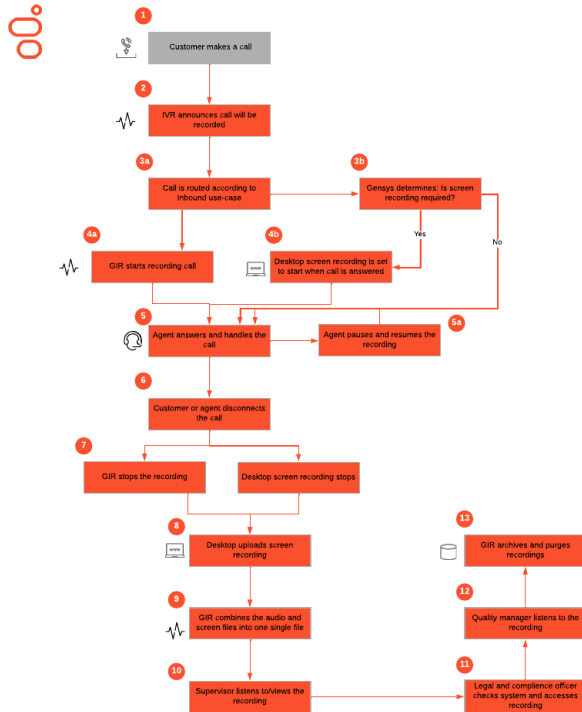 1
Customer makes a call
2
IVR announces call will be
recorded
3a
Call is routed according to
Inbound use-case
3b
Gensys determines: Is screen
recording required?
Yes
No
4a
GIR starts recording call
4b
www
Desktop screen recording is set
to start when call is answered
5
Agent answers and handles the
call
5a
Agent pauses and resumes the
recording
6
Customer or agent disconnects
the call
7
GIR stops the recording
Desktop screen recording stops
8
www
Desktop uploads screen
recording
9
GIR combines the audio and
screen files into one single file
10
Supervisor listens to/views the
recording
11
Legal and complience officer
checks system and accesses
recording
12
Quality manager listens to the
recording
13
GIR archives and purges
recordings